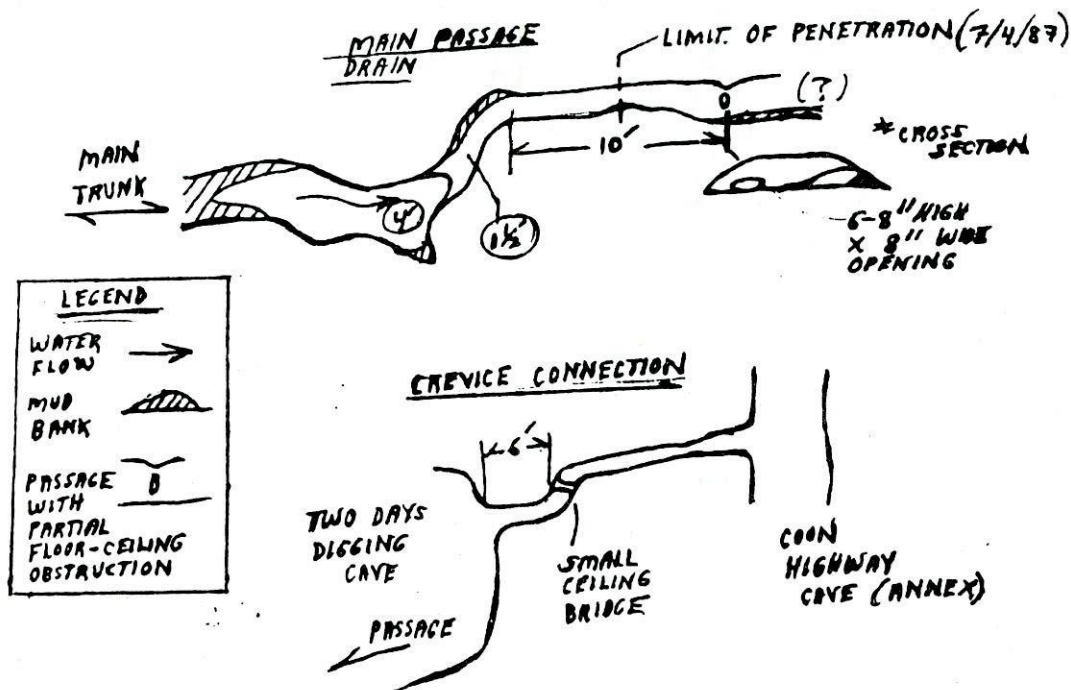 MAIN PASSAGE
DRAIN
LIMIT. OF PENETRATION (7/4/87)
(?)
10'
* CROSS
SECTION
MAIN
TRUNK
4'
1½'
6-8" HIGH
X 8" WIDE
OPENING
LEGEND
WATER
FLOW
MUD
BANK
PASSAGE
WITH
PARTIAL
FLOOR-CEILING
OBSTRUCTION
CREVICE CONNECTION
6'
TWO DAYS
DIGGING
CAVE
SMALL
CEILING
BRIDGE
COON
HIGHWAY
CAVE (ANNEX)
PASSAGE